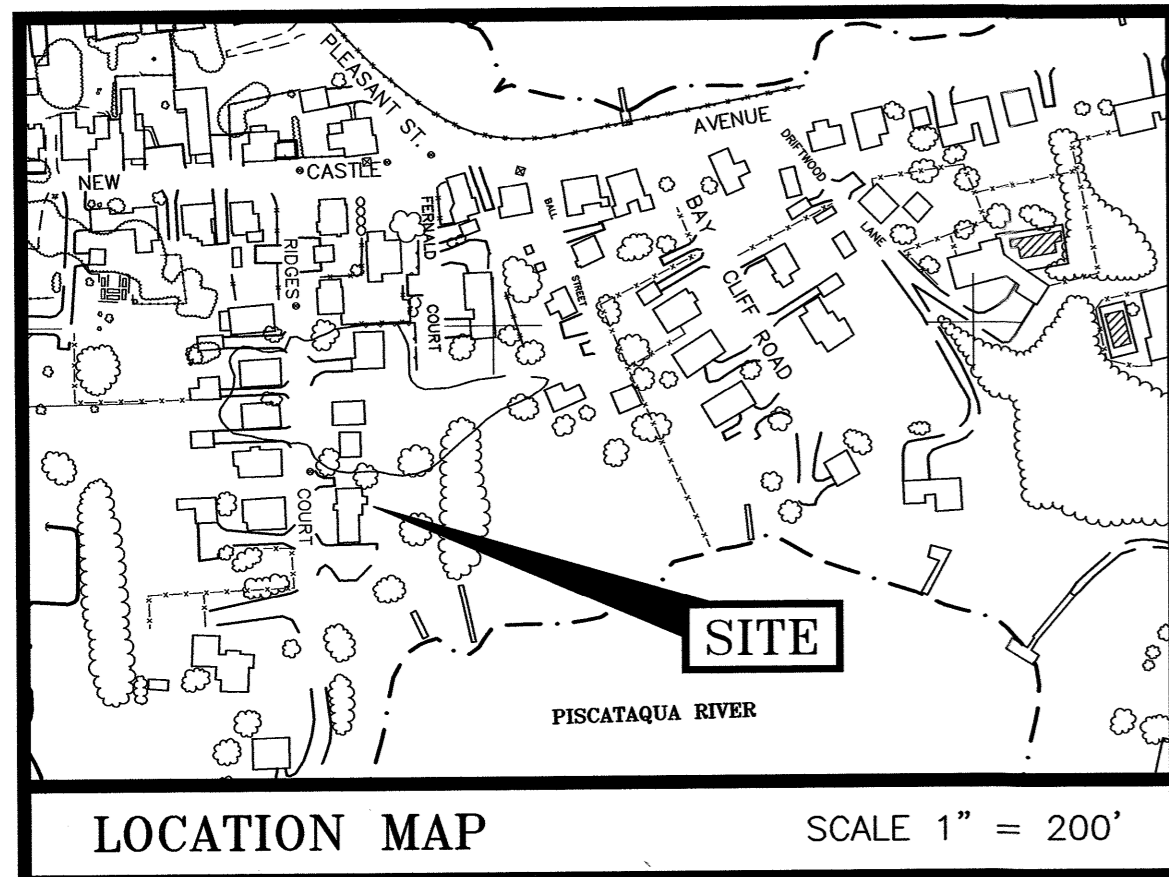 PLEASANT ST.
AVENUE
DRIFTWOOD
LANE
NEW
CASTLE
FERNALD
COURT
BALL
STREET
BAY
CLIFF
ROAD
RIDGES
COURT
SITE
PISCATAQUA RIVER
LOCATION MAP
SCALE 1" = 200'